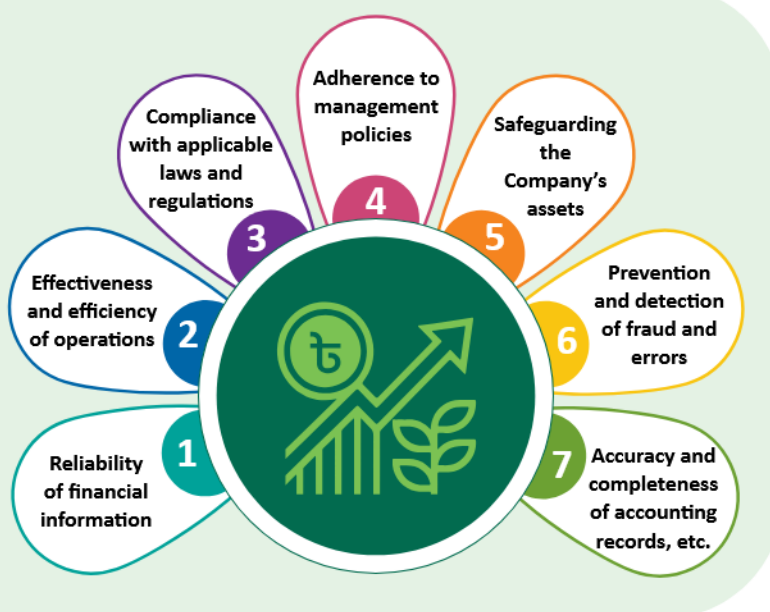 1
Reliability
of financial
information
2
Effectiveness
and efficiency
of operations
3
Compliance
with applicable
laws and
regulations
4
Adherence to
management
policies
5
Safeguarding
the
Company’s
assets
6
Prevention
and detection
of fraud and
errors
7
Accuracy and
completeness
of accounting
records, etc.
৳